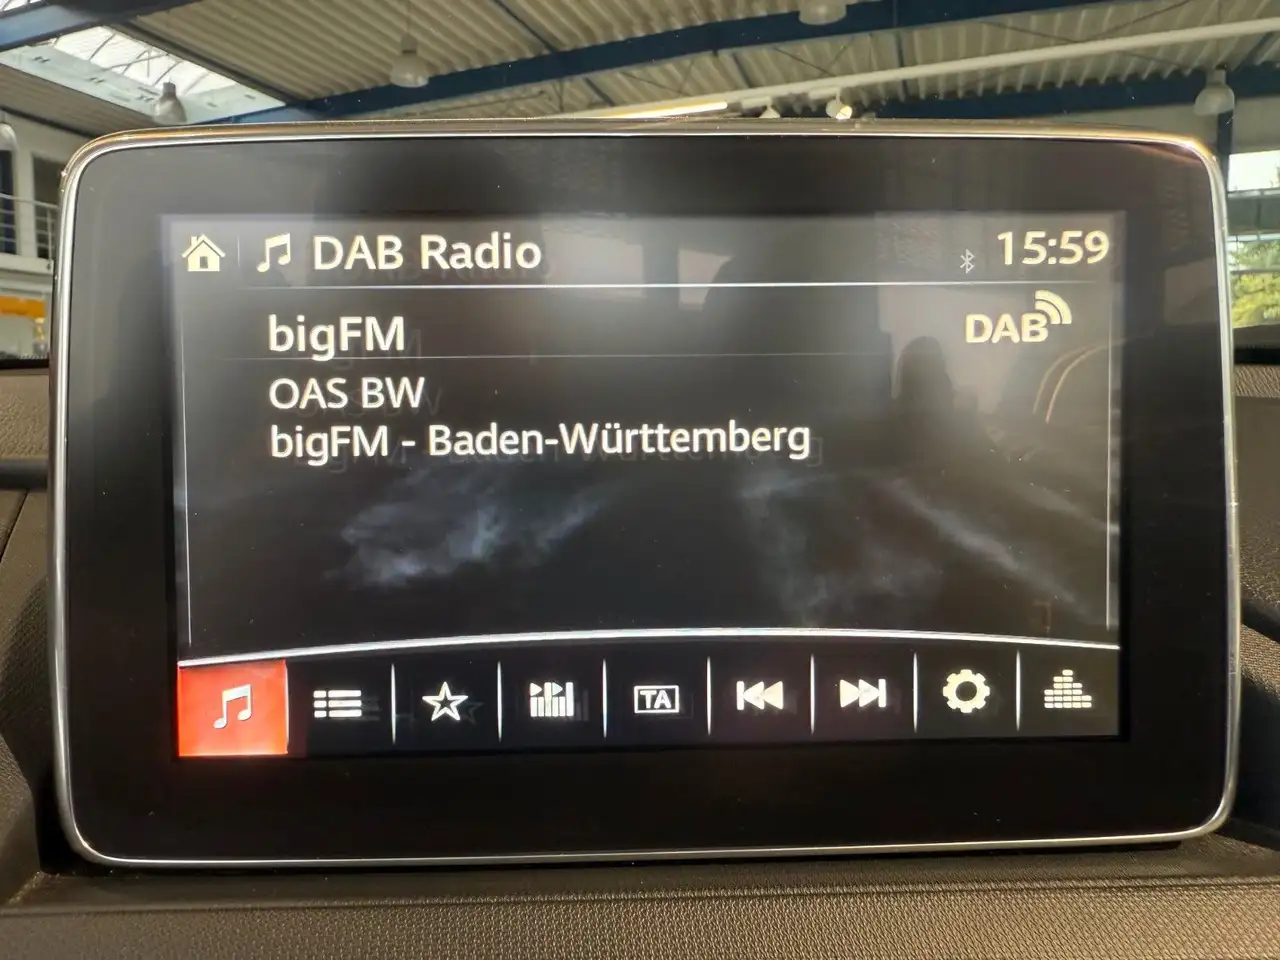 DAB Radio
15:59
bigFM
DAB
OAS BW
bigFM - Baden-Württemberg
TA